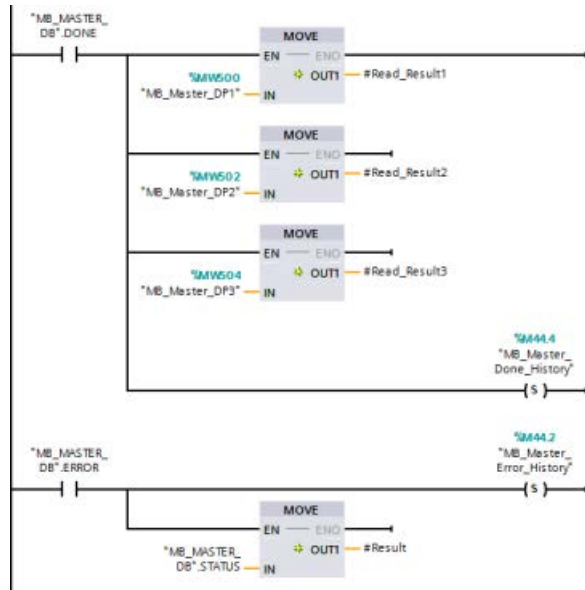 "MB_MASTER_
DB".DONE
MOVE
EN ENO
%MW500
"MB_Master_DP1" IN
OUT1 #Read_Result1
MOVE
EN ENO
%MW502
"MB_Master_DP2" IN
OUT1 #Read_Result2
MOVE
EN ENO
%MW504
"MB_Master_DP3" IN
OUT1 #Read_Result3
%M44.4
"MB_Master_
Done_History"
S
"MB_MASTER_
DB".ERROR
%M44.2
"MB_Master_
Error_History"
S
MOVE
EN ENO
"MB_MASTER_
DB".STATUS IN
OUT1 #Result